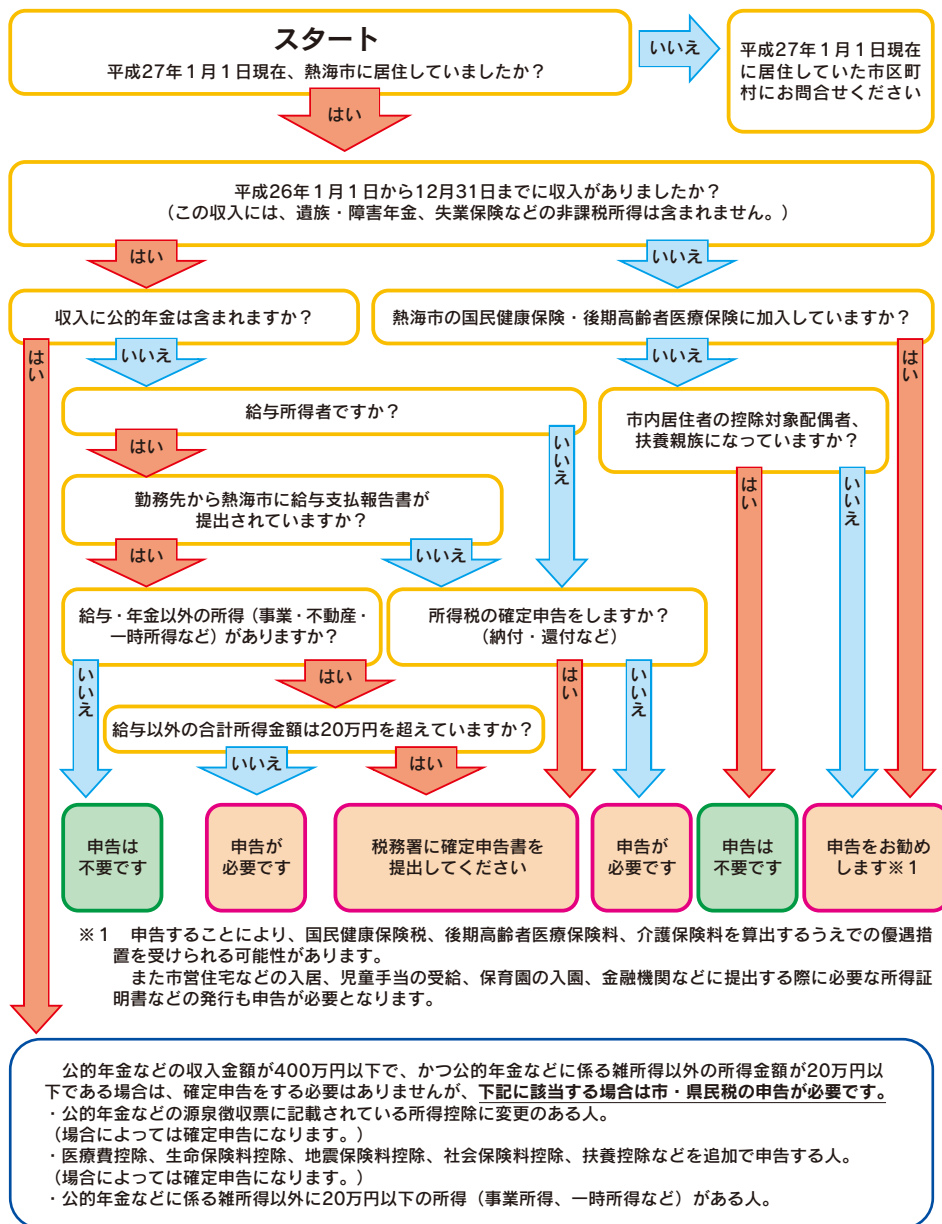 スタート
平成27年１月１日現在、熱海市に居住していましたか？
いいえ
平成27年１月１日現在
に居住していた市区町
村にお問合せください
はい
平成26年１月１日から12月31日までに収入がありましたか？
（この収入には、遺族・障害年金、失業保険などの非課税所得は含まれません。）
はい
いいえ
収入に公的年金は含まれますか？
熱海市の国民健康保険・後期高齢者医療保険に加入していますか？
はい
いいえ
いいえ
はい
給与所得者ですか？
市内居住者の控除対象配偶者、
扶養親族になっていますか？
はい
いいえ
はい
いいえ
勤務先から熱海市に給与支払報告書が
提出されていますか？
はい
いいえ
給与・年金以外の所得（事業・不動産・
一時所得など）がありますか？
所得税の確定申告をしますか？
（納付・還付など）
いいえ
はい
はい
いいえ
給与以外の合計所得金額は20万円を超えていますか？
いいえ
はい
申告は
不要です
申告が
必要です
税務署に確定申告書を
提出してください
申告が
必要です
申告は
不要です
申告をお勧め
します※１
※１　申告することにより、国民健康保険税、後期高齢者医療保険料、介護保険料を算出するうえでの優遇措
置を受けられる可能性があります。
また市営住宅などの入居、児童手当の受給、保育園の入園、金融機関などに提出する際に必要な所得証
明書などの発行も申告が必要となります。
公的年金などの収入金額が400万円以下で、かつ公的年金などに係る雑所得以外の所得金額が20万円以
下である場合は、確定申告をする必要はありませんが、下記に該当する場合は市・県民税の申告が必要です。
・公的年金などの源泉徴収票に記載されている所得控除に変更のある人。
（場合によっては確定申告になります。）
・医療費控除、生命保険料控除、地震保険料控除、社会保険料控除、扶養控除などを追加で申告する人。
（場合によっては確定申告になります。）
・公的年金などに係る雑所得以外に20万円以下の所得（事業所得、一時所得など）がある人。